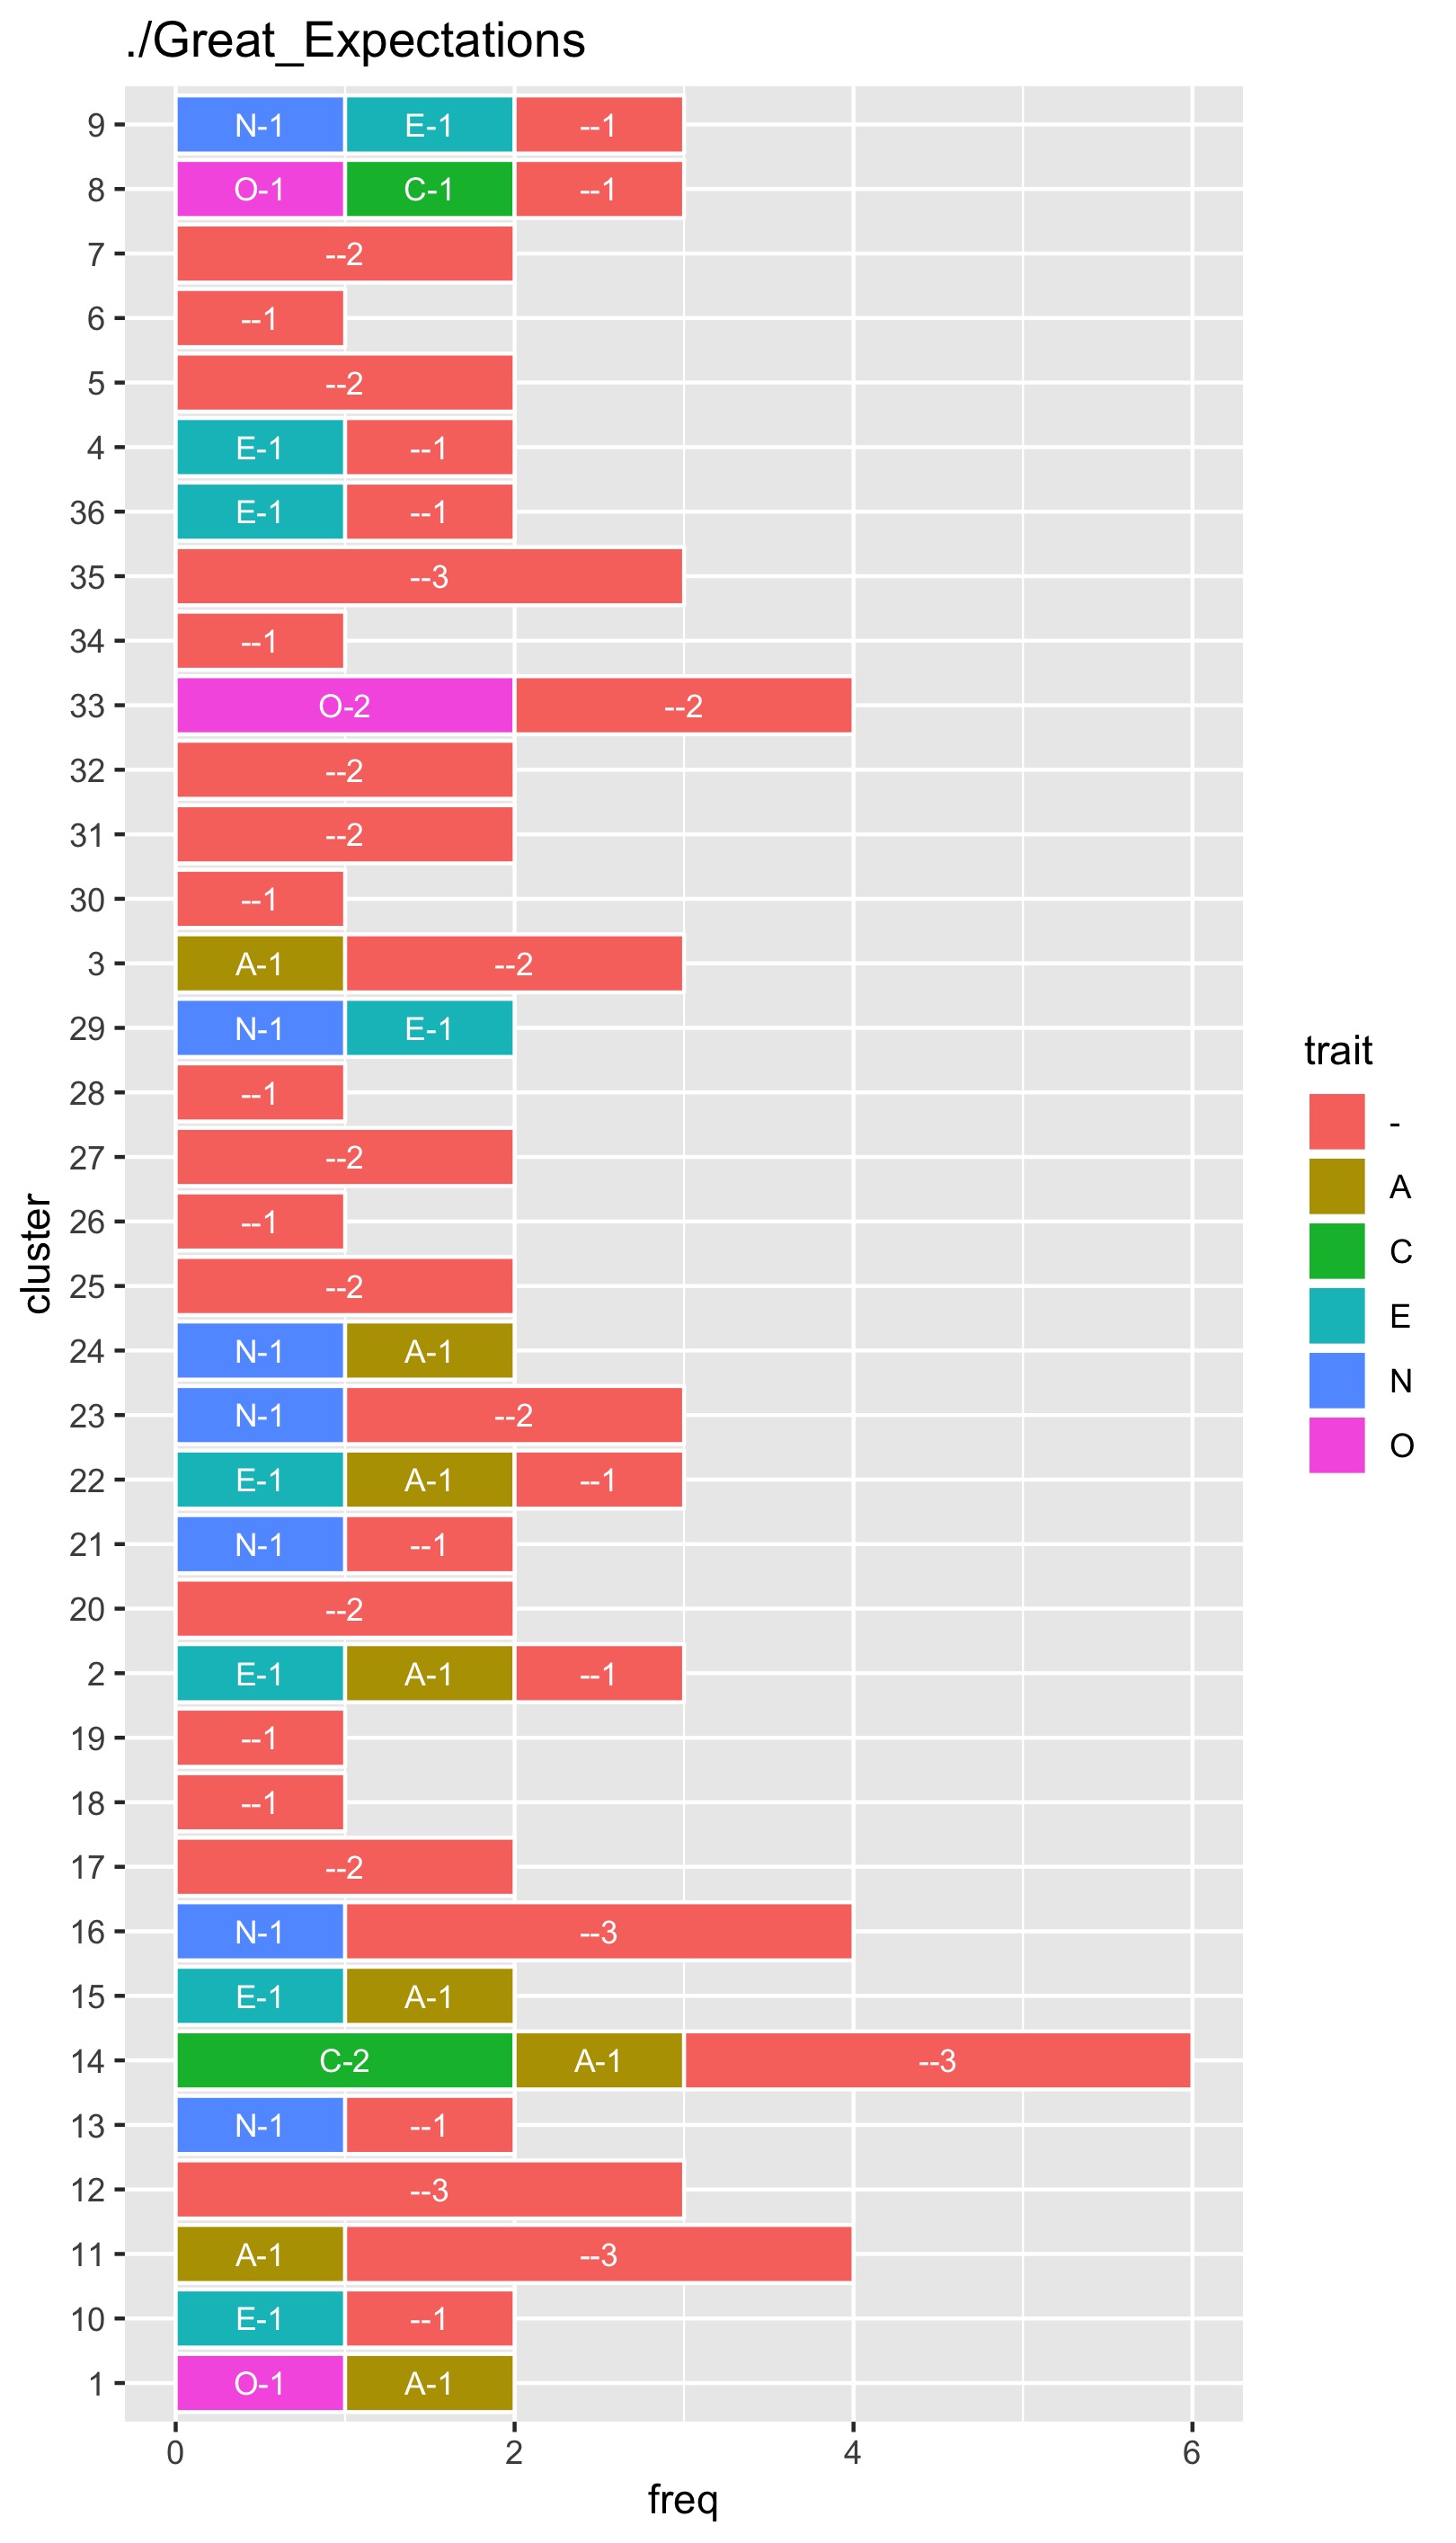 ./Great_Expectations
9 N-1 E-1 --1
8 O-1 C-1 --1
7 --2
6 --1
5 --2
4 E-1 --1
36 E-1 --1
35 --3
34 --1
33 O-2 --2
32 --2
31 --2
30 --1
3 A-1 --2
29 N-1 E-1
28 --1
27 --2
26 --1
25 --2
24 N-1 A-1
23 N-1 --2
22 E-1 A-1 --1
21 N-1 --1
20 --2
2 E-1 A-1 --1
19 --1
18 --1
17 --2
16 N-1 --3
15 E-1 A-1
14 C-2 A-1 --3
13 N-1 --1
12 --3
11 A-1 --3
10 E-1 --1
1 O-1 A-1
0 2 4 6
freq
cluster
trait
-
A
C
E
N
O